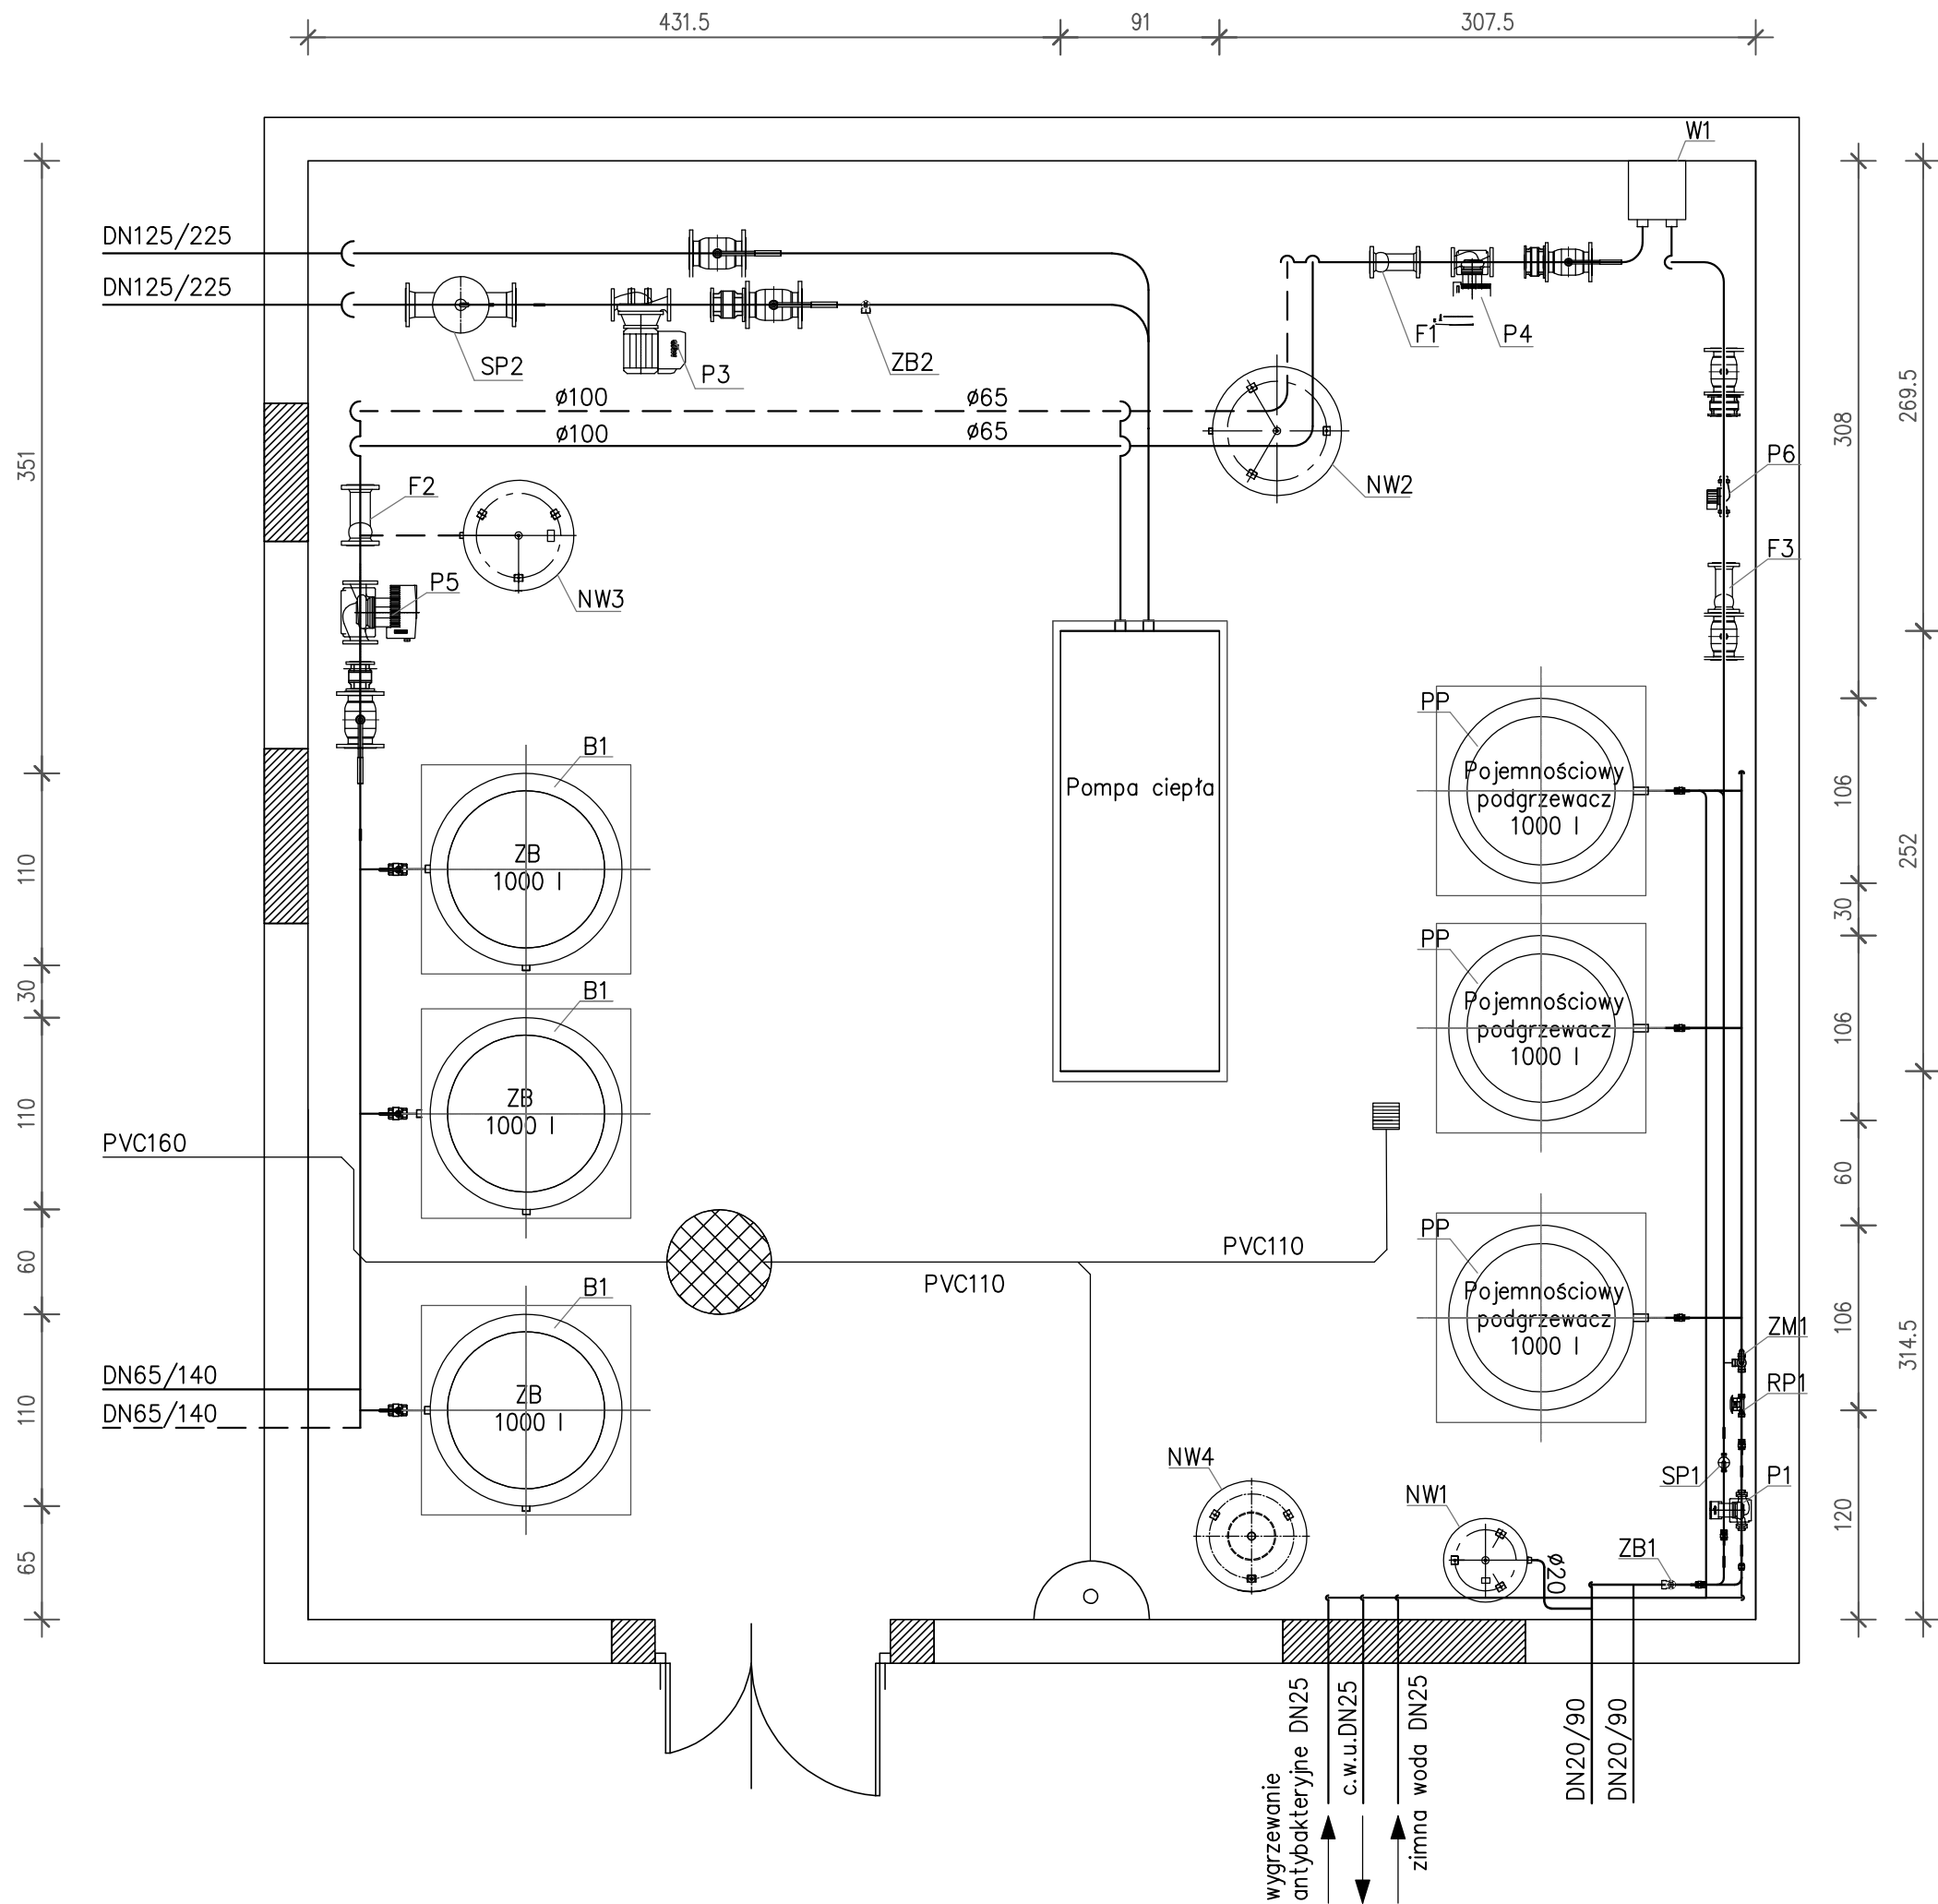 431.5
91
307.5
W1
DN125/225
DN125/225
SP2
P3
ZB2
F1
P4
ø100
ø65
ø100
ø65
351
308
269.5
F2
NW2
P6
P5
NW3
F3
B1
PP
Pompa ciepła
Pojemnościowy
podgrzewacz
1000 l
ZB
1000 l
110
106
252
30
30
B1
PP
Pojemnościowy
podgrzewacz
1000 l
ZB
1000 l
110
106
PVC160
60
60
PVC110
PVC110
B1
PP
Pojemnościowy
podgrzewacz
1000 l
ZM1
DN65/140
DN65/140
ZB
1000 l
RP1
110
106
314.5
NW4
NW1
SP1
P1
120
65
ZB1
ø20
wygrzewanie
antybakteryjne DN25
c.w.u.DN25
zimna woda DN25
DN20/90
DN20/90